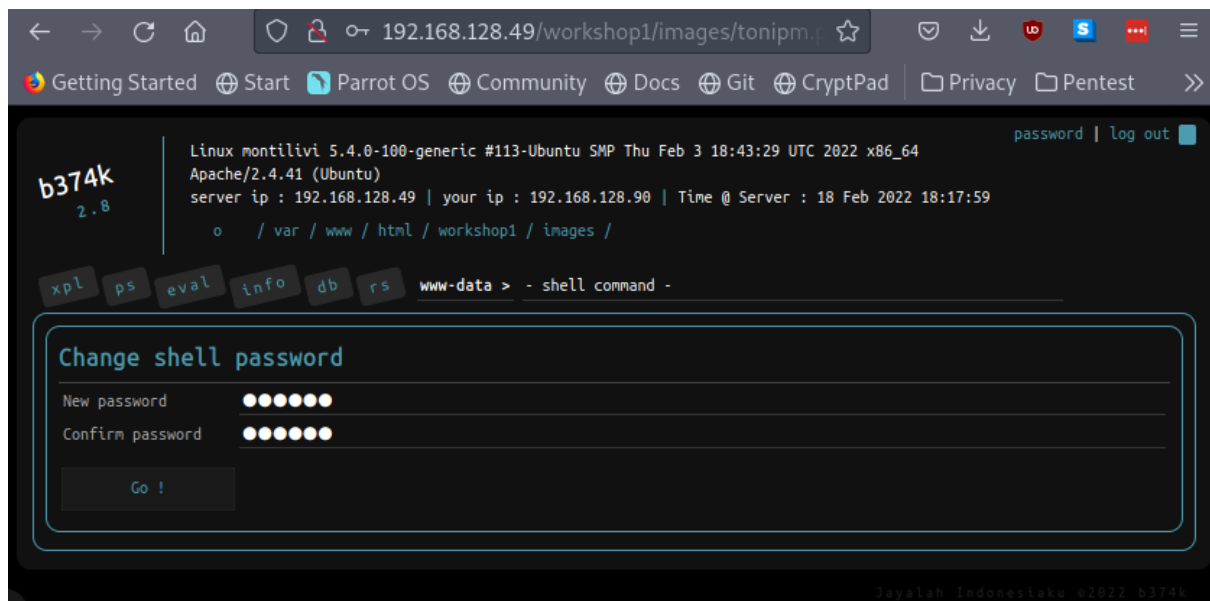 192.168.128.49/workshop1/images/tonipm.p
Getting Started Start Parrot OS Community Docs Git CryptPad Privacy Pentest
password | log out
b374k
2.8
Linux montilivi 5.4.0-100-generic #113-Ubuntu SMP Thu Feb 3 18:43:29 UTC 2022 x86_64
Apache/2.4.41 (Ubuntu)
server ip : 192.168.128.49 | your ip : 192.168.128.90 | Time @ Server : 18 Feb 2022 18:17:59
o / var / www / html / workshop1 / images /
xpl ps eval info db rs www-data > - shell command -
Change shell password
New password ●●●●●●
Confirm password ●●●●●●
Go !
Jayalah Indonesiaku ©2022 b374k